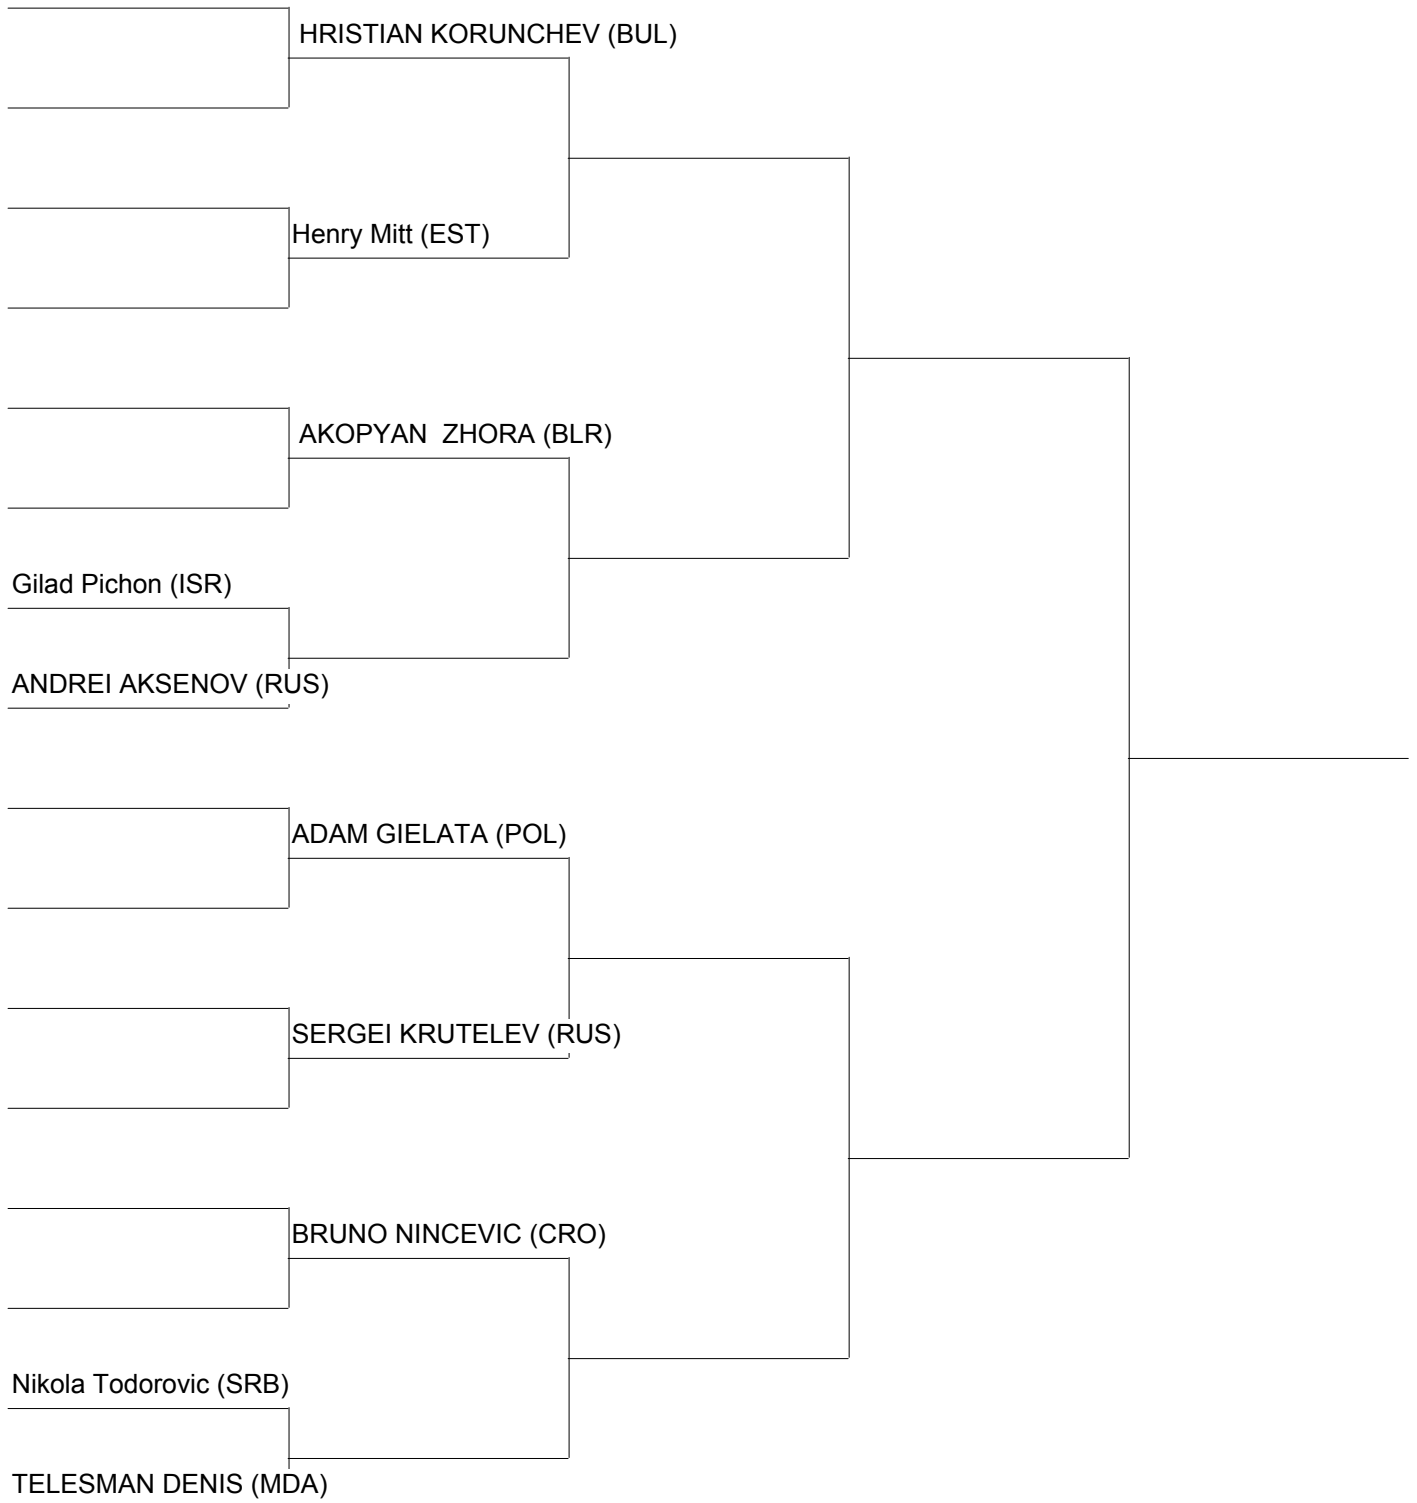 HRISTIAN KORUNCHEV (BUL)
Henry Mitt (EST)
AKOPYAN  ZHORA (BLR)
Gilad Pichon (ISR)
ANDREI AKSENOV (RUS)
ADAM GIELATA (POL)
SERGEI KRUTELEV (RUS)
BRUNO NINCEVIC (CRO)
Nikola Todorovic (SRB)
TELESMAN DENIS (MDA)